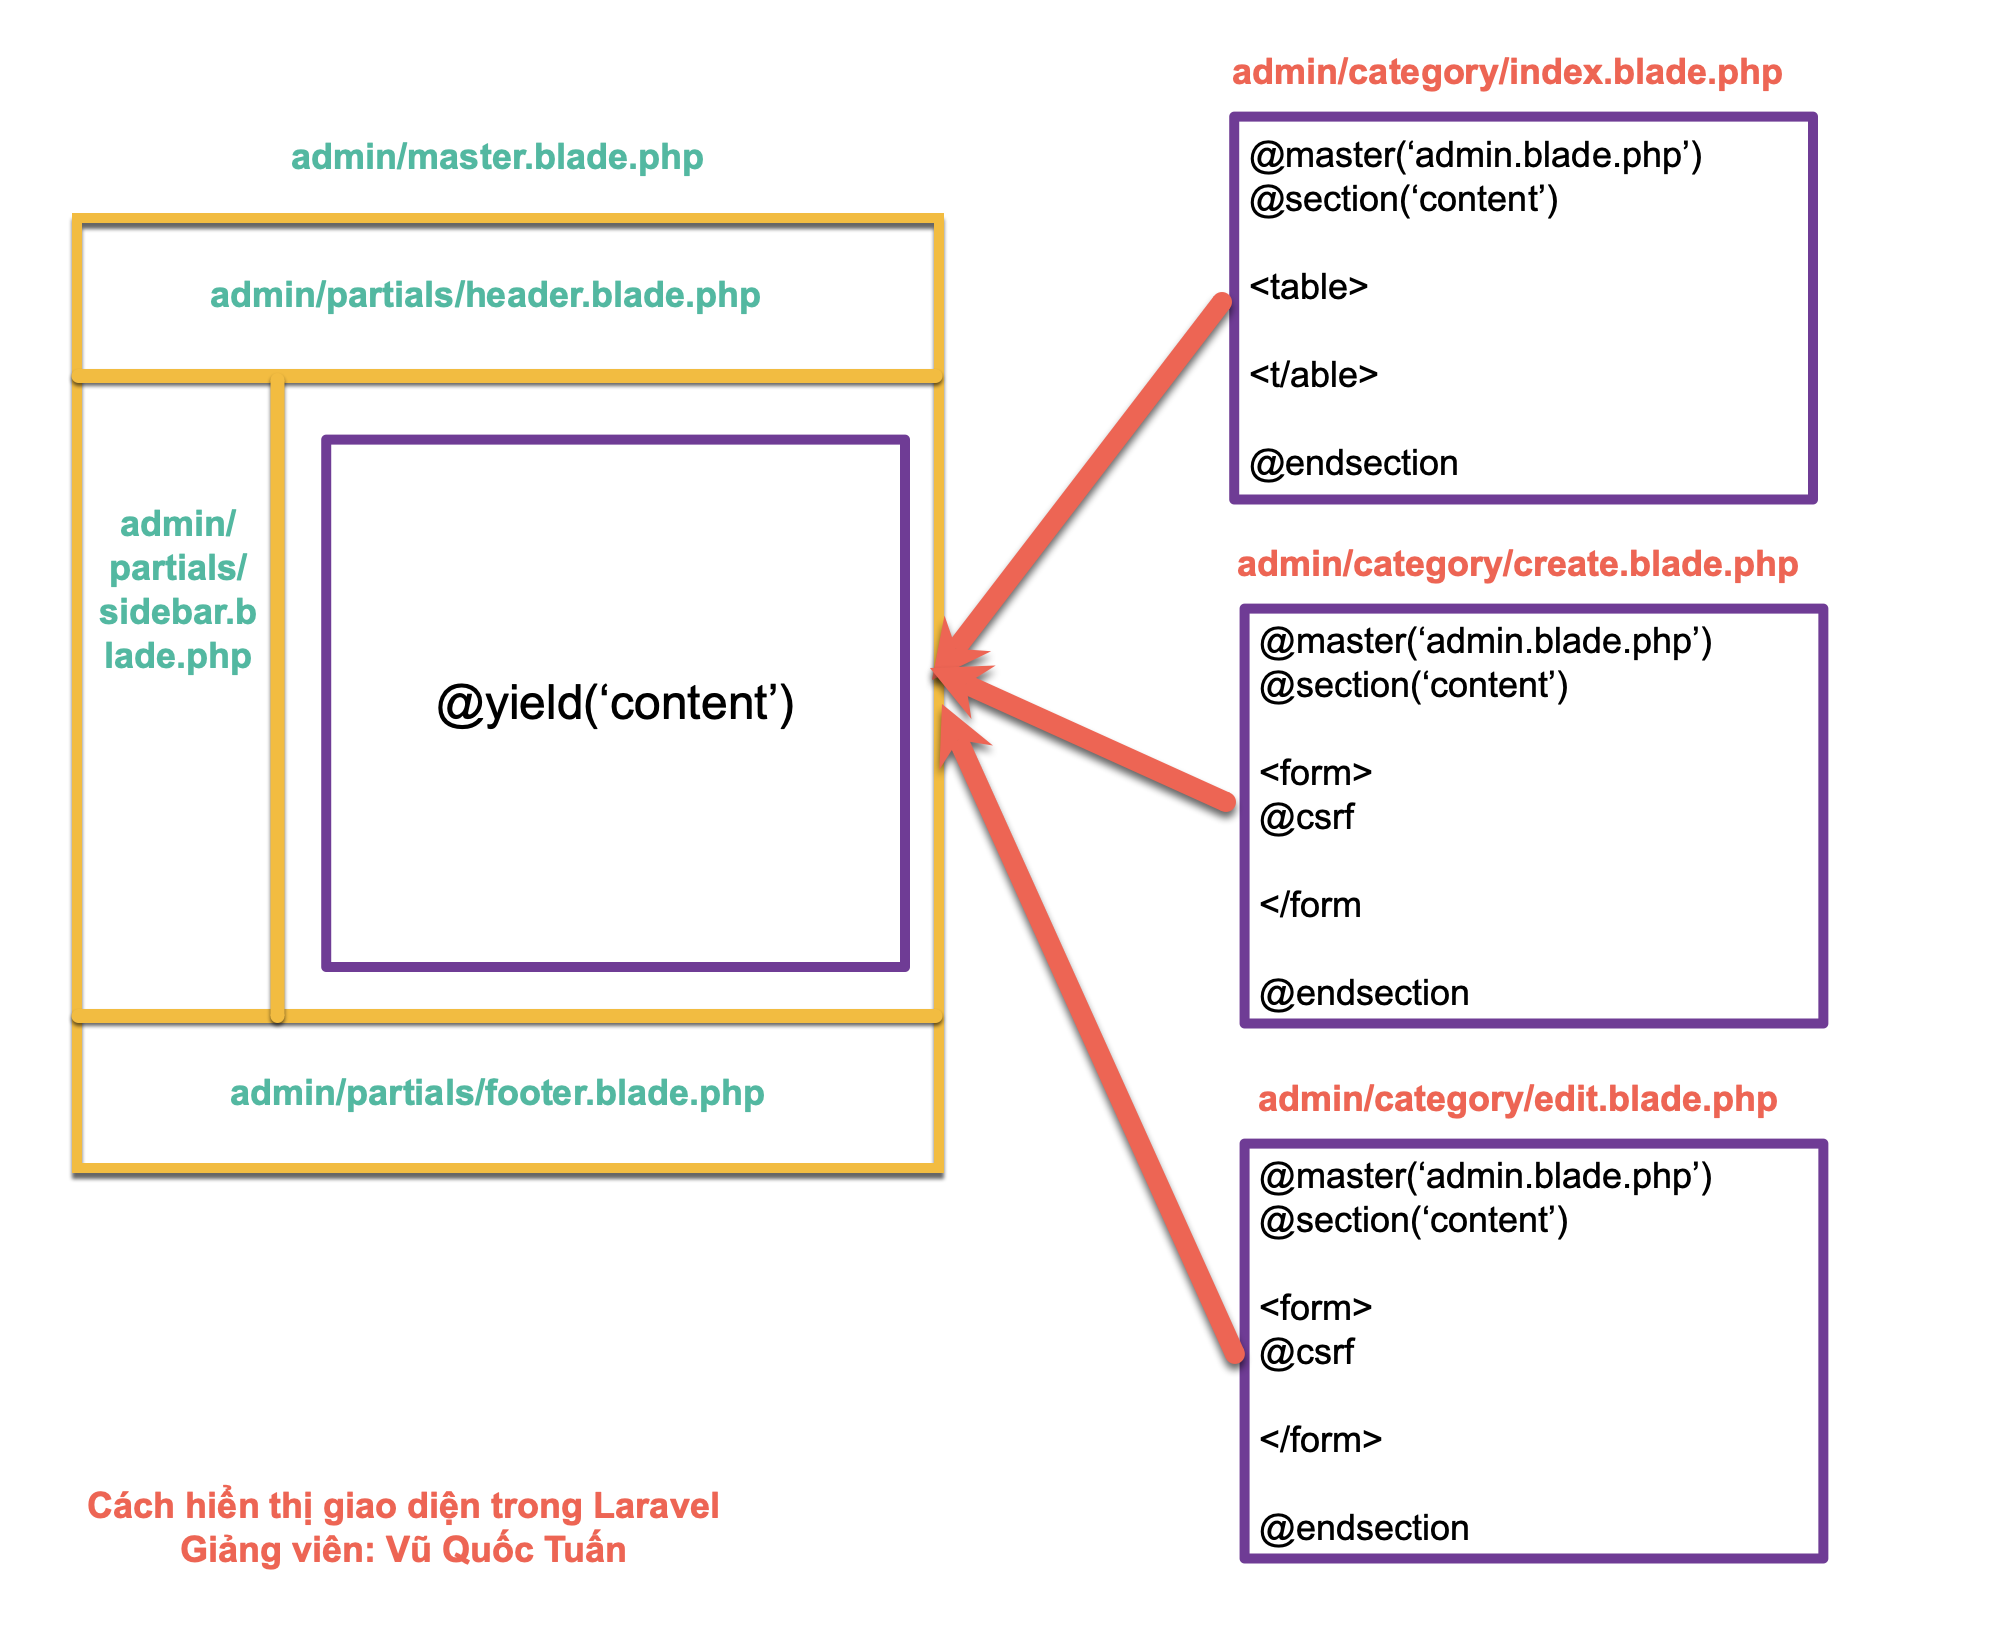 admin/master.blade.php
admin/partials/header.blade.php
admin/
partials/
sidebar.b
lade.php
@yield(‘content’)
admin/partials/footer.blade.php
admin/category/index.blade.php
@master(‘admin.blade.php’)
@section(‘content’)
<table>
<t/able>
@endsection
admin/category/create.blade.php
@master(‘admin.blade.php’)
@section(‘content’)
<form>
@csrf
</form
@endsection
admin/category/edit.blade.php
@master(‘admin.blade.php’)
@section(‘content’)
<form>
@csrf
</form>
@endsection
Cách hiển thị giao diện trong Laravel
Giảng viên: Vũ Quốc Tuấn